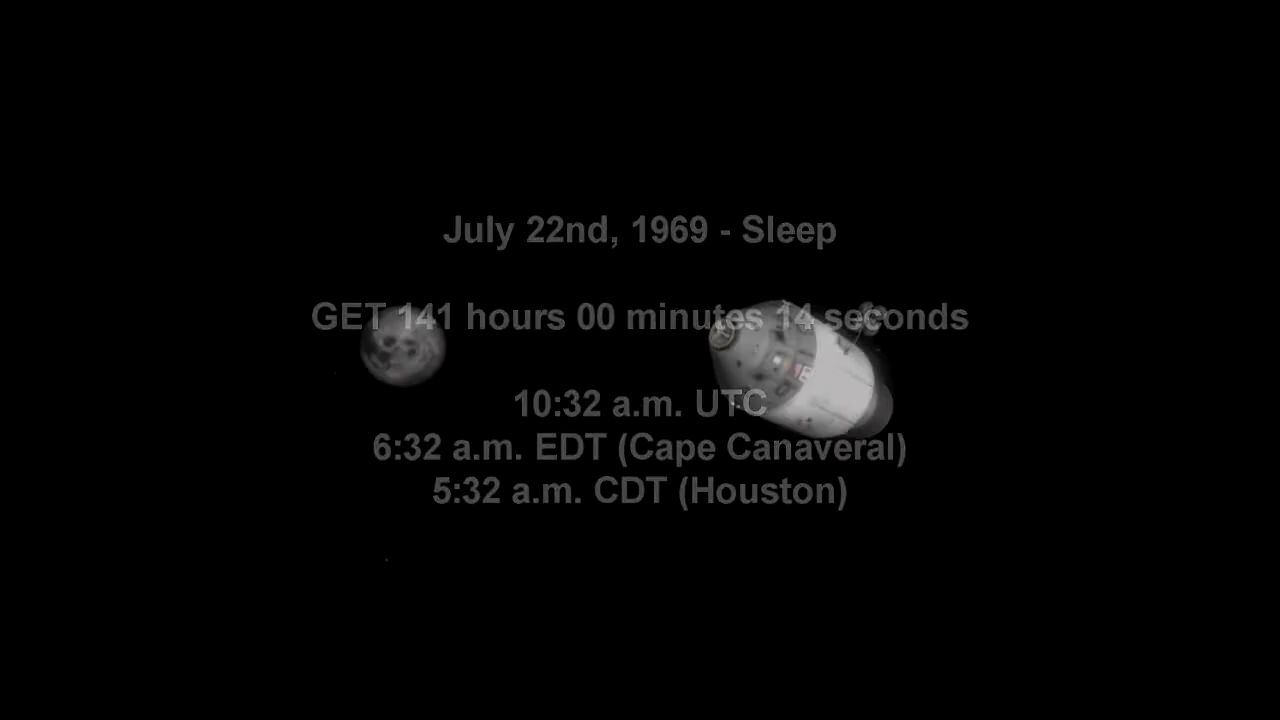 July 22nd, 1969 - Sleep
GET 141 hours 00 minutes 14 seconds
10:32 a.m. UTC
6:32 a.m. EDT (Cape Canaveral)
5:32 a.m. CDT (Houston)